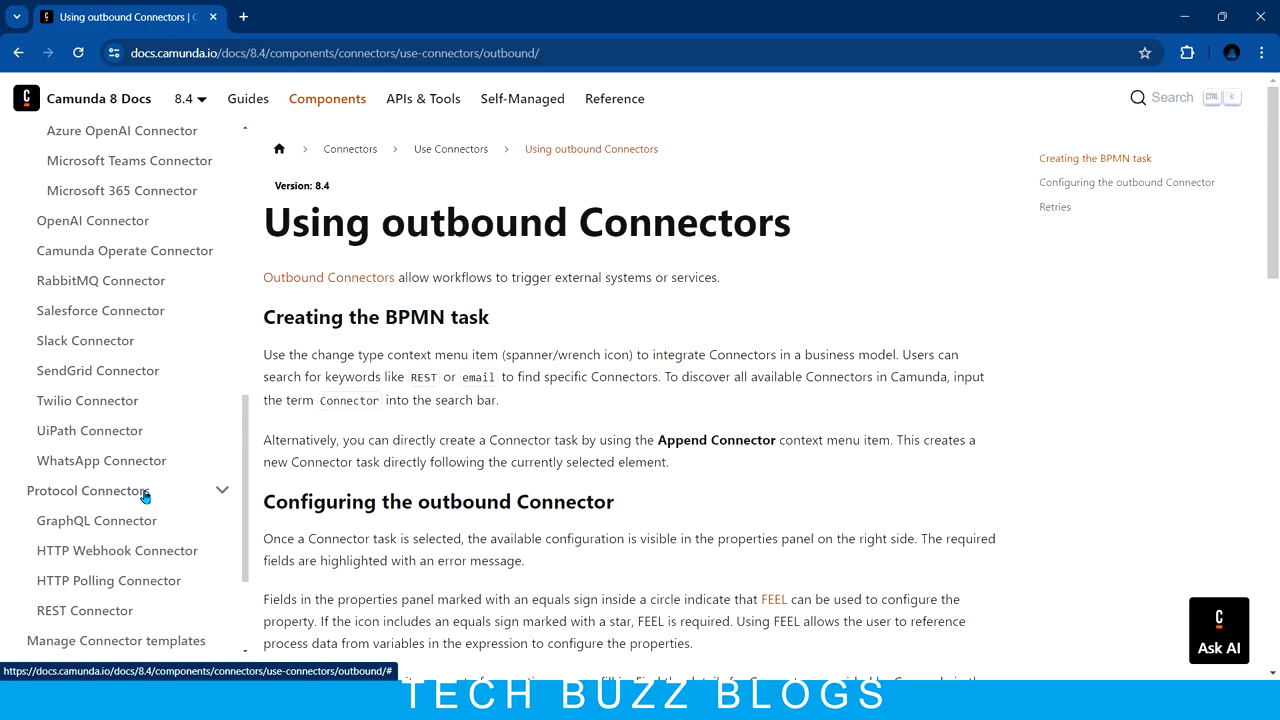 Using outbound Connectors | C
docs.camunda.io/docs/8.4/components/connectors/use-connectors/outbound/
Camunda 8 Docs
8.4
Guides
Components
APIs & Tools
Self-Managed
Reference
Search
CTRL
K
Azure OpenAI Connector
Microsoft Teams Connector
Microsoft 365 Connector
OpenAI Connector
Camunda Operate Connector
RabbitMQ Connector
Salesforce Connector
Slack Connector
SendGrid Connector
Twilio Connector
UiPath Connector
WhatsApp Connector
Protocol Connectors
GraphQL Connector
HTTP Webhook Connector
HTTP Polling Connector
REST Connector
Manage Connector templates
Connectors
Use Connectors
Using outbound Connectors
Version: 8.4
Using outbound Connectors
Outbound Connectors allow workflows to trigger external systems or services.
Creating the BPMN task
Use the change type context menu item (spanner/wrench icon) to integrate Connectors in a business model. Users can
search for keywords like REST or email to find specific Connectors. To discover all available Connectors in Camunda, input
the term Connector into the search bar.
Alternatively, you can directly create a Connector task by using the Append Connector context menu item. This creates a
new Connector task directly following the currently selected element.
Configuring the outbound Connector
Once a Connector task is selected, the available configuration is visible in the properties panel on the right side. The required
fields are highlighted with an error message.
Fields in the properties panel marked with an equals sign inside a circle indicate that FEEL can be used to configure the
property. If the icon includes an equals sign marked with a star, FEEL is required. Using FEEL allows the user to reference
process data from variables in the expression to configure the properties.
Creating the BPMN task
Configuring the outbound Connector
Retries
Ask AI
https://docs.camunda.io/docs/8.4/components/connectors/use-connectors/outbound/#
TECH BUZZ BLOGS